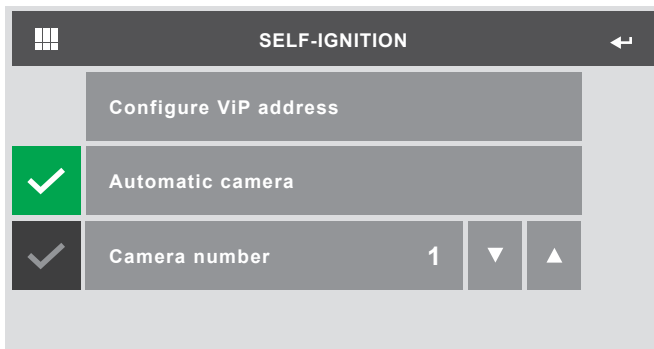 SELF-IGNITION
Configure ViP address
Automatic camera
Camera number 1